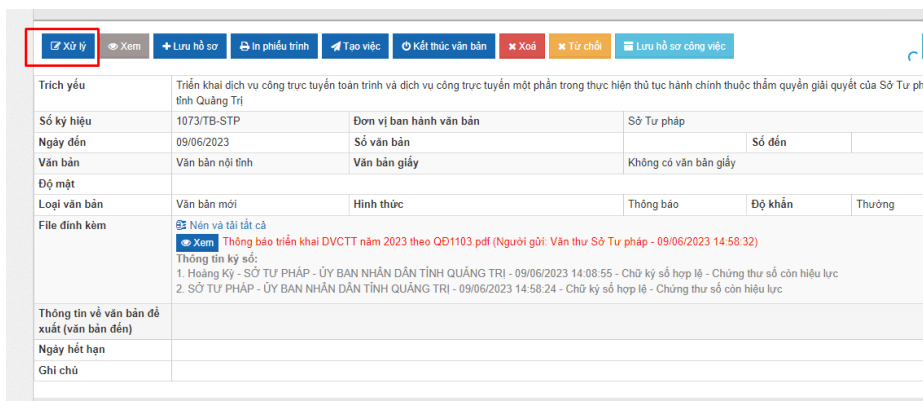 Xử lý Xem Lưu hồ sơ In phiếu trình Tạo việc Kết thúc văn bản Xoá Từ chối Lưu hồ sơ công việc
Trích yếu Triển khai dịch vụ công trực tuyến toàn trình và dịch vụ công trực tuyến một phần trong thực hiện thủ tục hành chính thuộc thẩm quyền giải quyết của Sở Tư
tỉnh Quảng Trị
Số ký hiệu 1073/TB-STP Đơn vị ban hành văn bản Sở Tư pháp
Ngày đến 09/06/2023 Sổ văn bản Số đến
Văn bản Văn bản nội tỉnh Văn bản giấy Không có văn bản giấy
Độ mật
Loại văn bản Văn bản mới Hình thức Thông báo Độ khẩn Thường
File đính kèm Nén và tải tất cả
Xem Thông báo triển khai DVCTT năm 2023 theo QĐ1103.pdf (Người gửi: Văn thư Sở Tư pháp - 09/06/2023 14:58:32)
Thông tin ký số:
1. Hoàng Kỳ - SỞ TƯ PHÁP - ỦY BAN NHÂN DÂN TỈNH QUẢNG TRỊ - 09/06/2023 14:08:55 - Chữ ký số hợp lệ - Chứng thư số còn hiệu lực
2. SỞ TƯ PHÁP - ỦY BAN NHÂN DÂN TỈNH QUẢNG TRỊ - 09/06/2023 14:58:24 - Chữ ký số hợp lệ - Chứng thư số còn hiệu lực
Thông tin về văn bản đề
xuất (văn bản đến)
Ngày hết hạn
Ghi chú